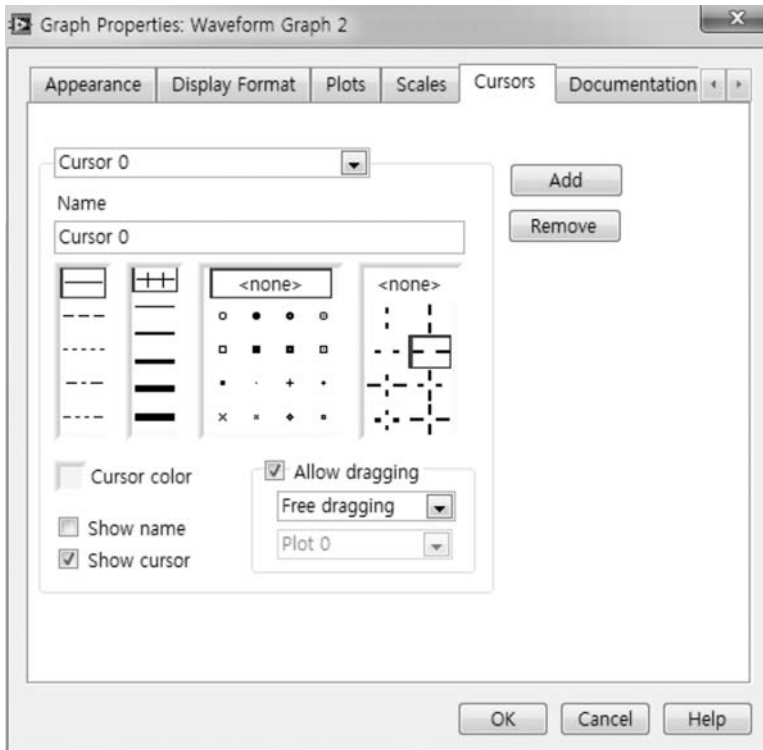 Graph Properties: Waveform Graph 2
Appearance Display Format Plots Scales Cursors Documentation
Cursor 0
Add
Name
Remove
Cursor 0
<none> <none>
Cursor color
Allow dragging
Free dragging
Show name
Plot 0
Show cursor
OK Cancel Help